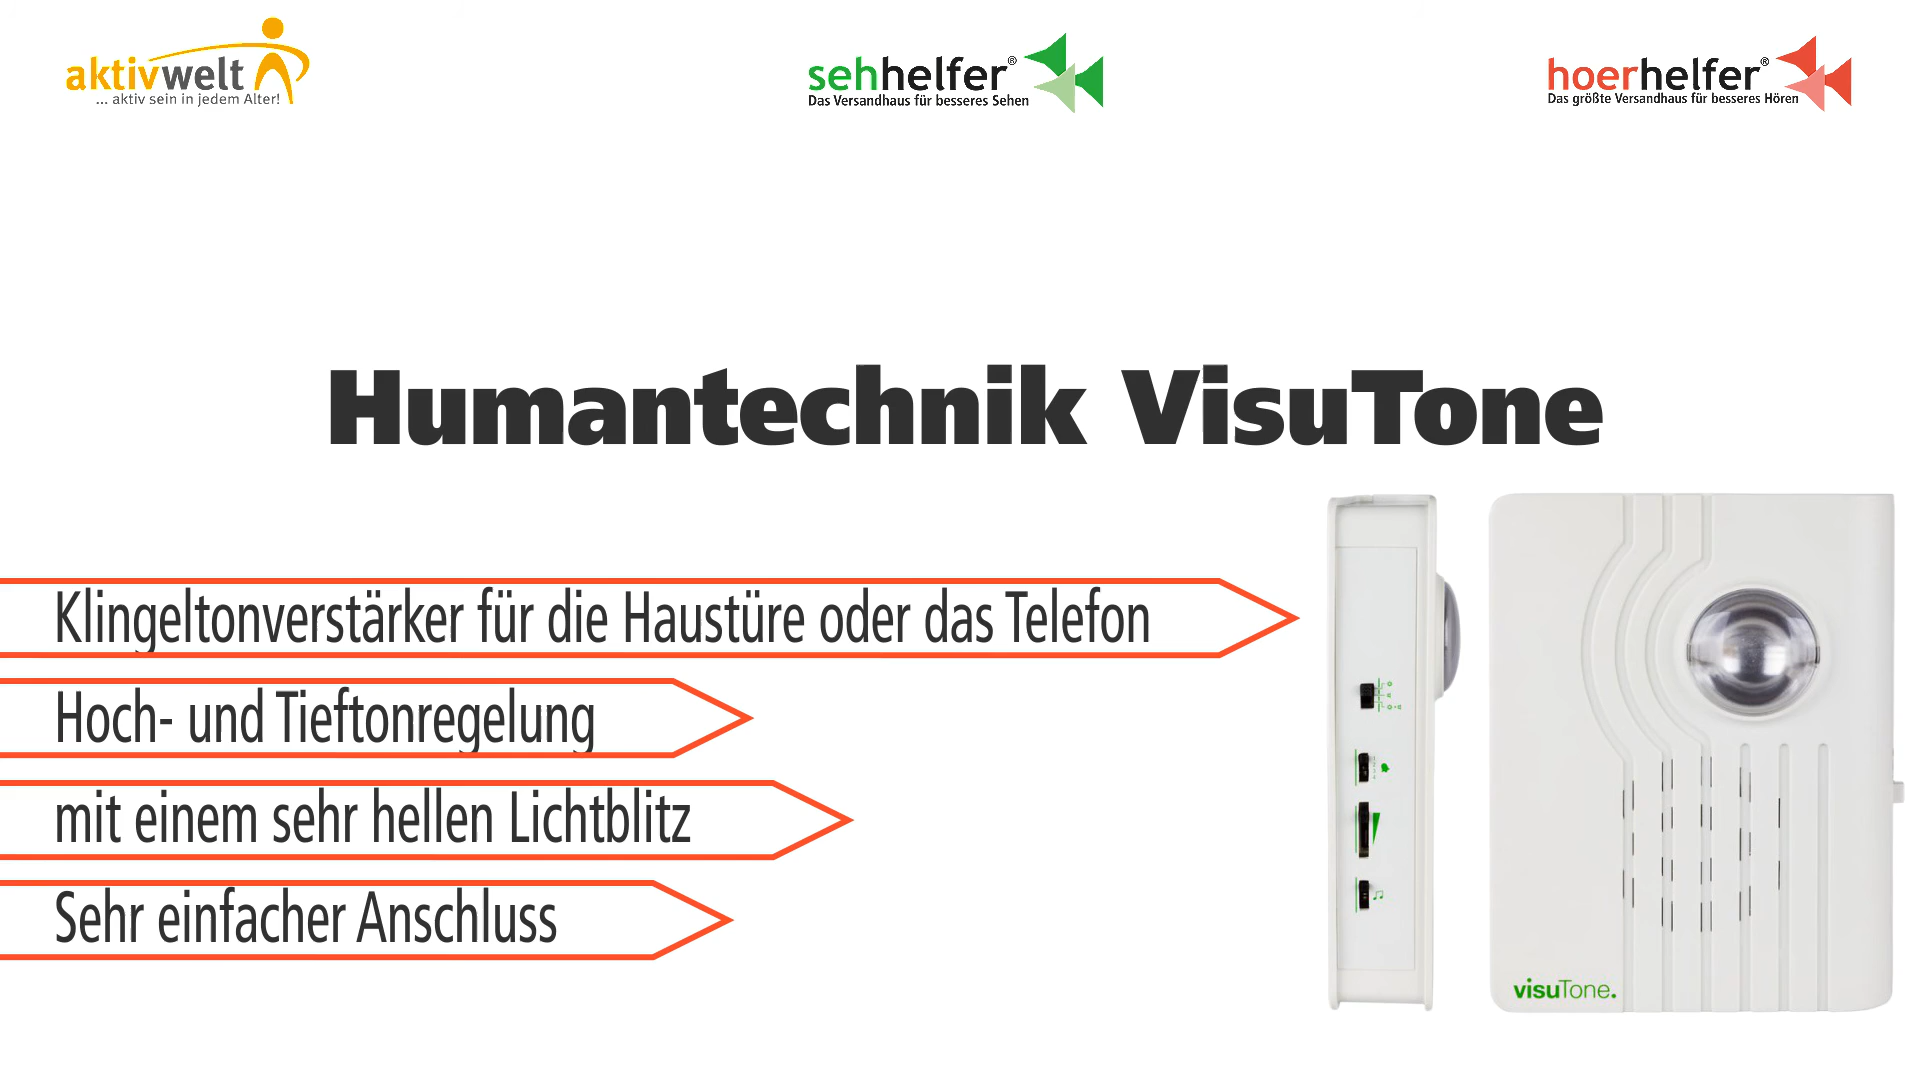 aktivwelt
... aktiv sein in jedem Alter!
sehhelfer®
Das Versandhaus für besseres Sehen
hoerhelfer®
Das größte Versandhaus für besseres Hören
Humantechnik VisuTone
Klingeltonverstärker für die Haustüre oder das Telefon
Hoch- und Tieftonregelung
mit einem sehr hellen Lichtblitz
Sehr einfacher Anschluss
visuTone.